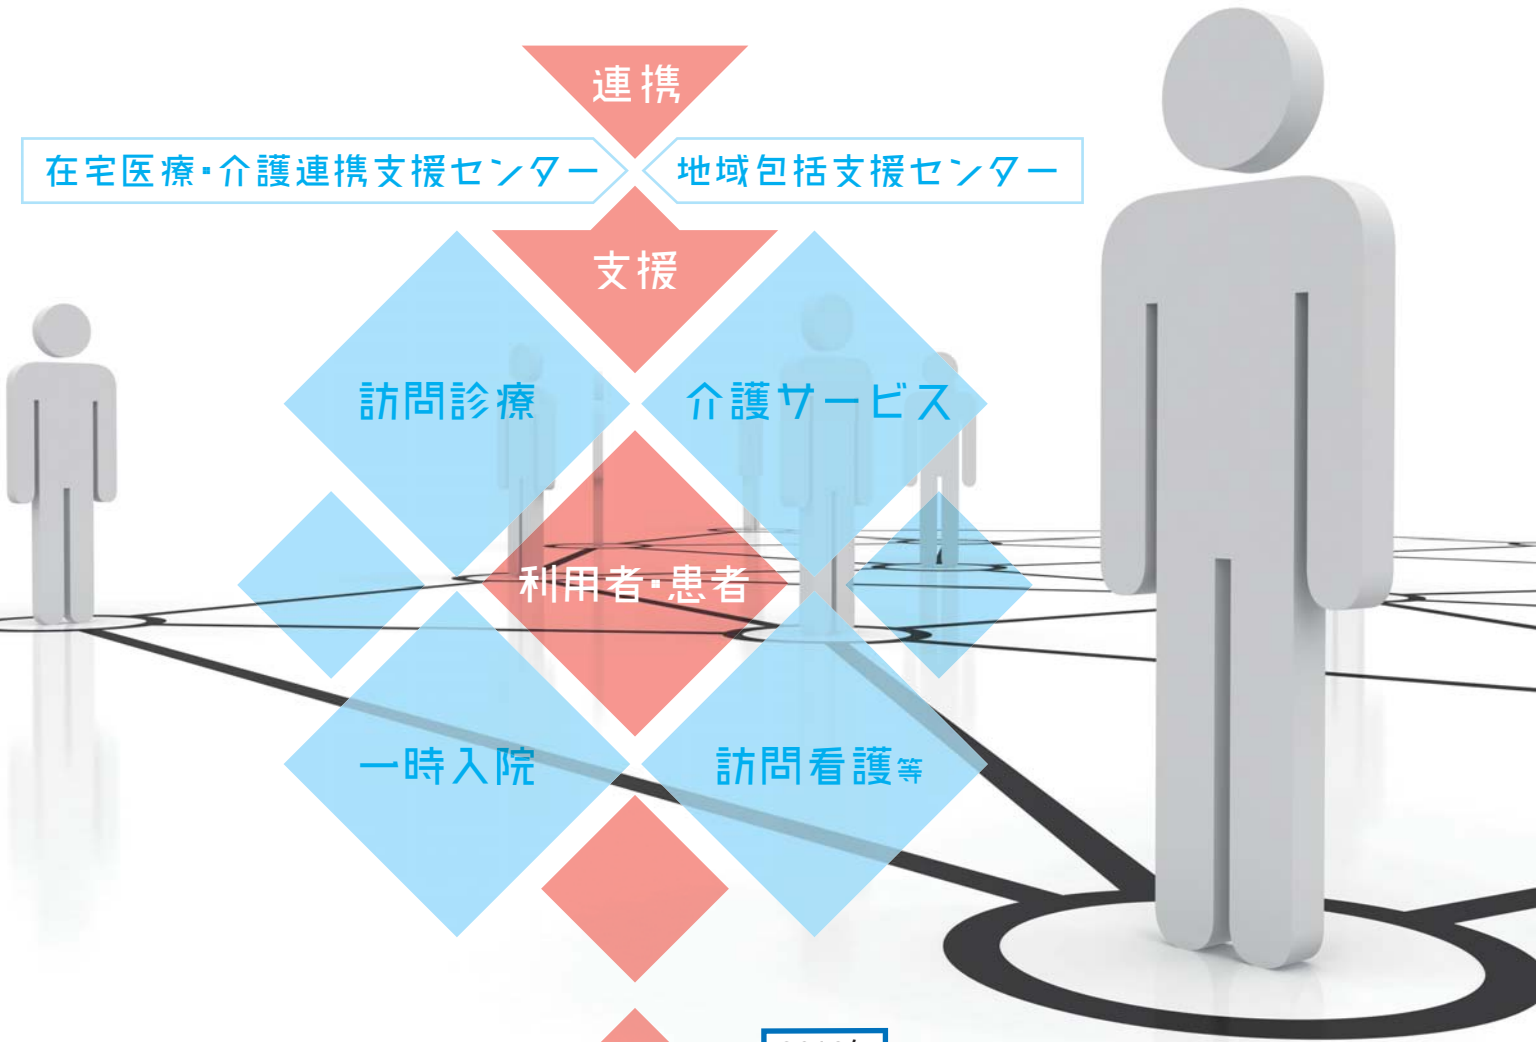 連携
在宅医療・介護連携支援センター
地域包括支援センター
支援
訪問診療
介護サービス
利用者・患者
一時入院
訪問看護等